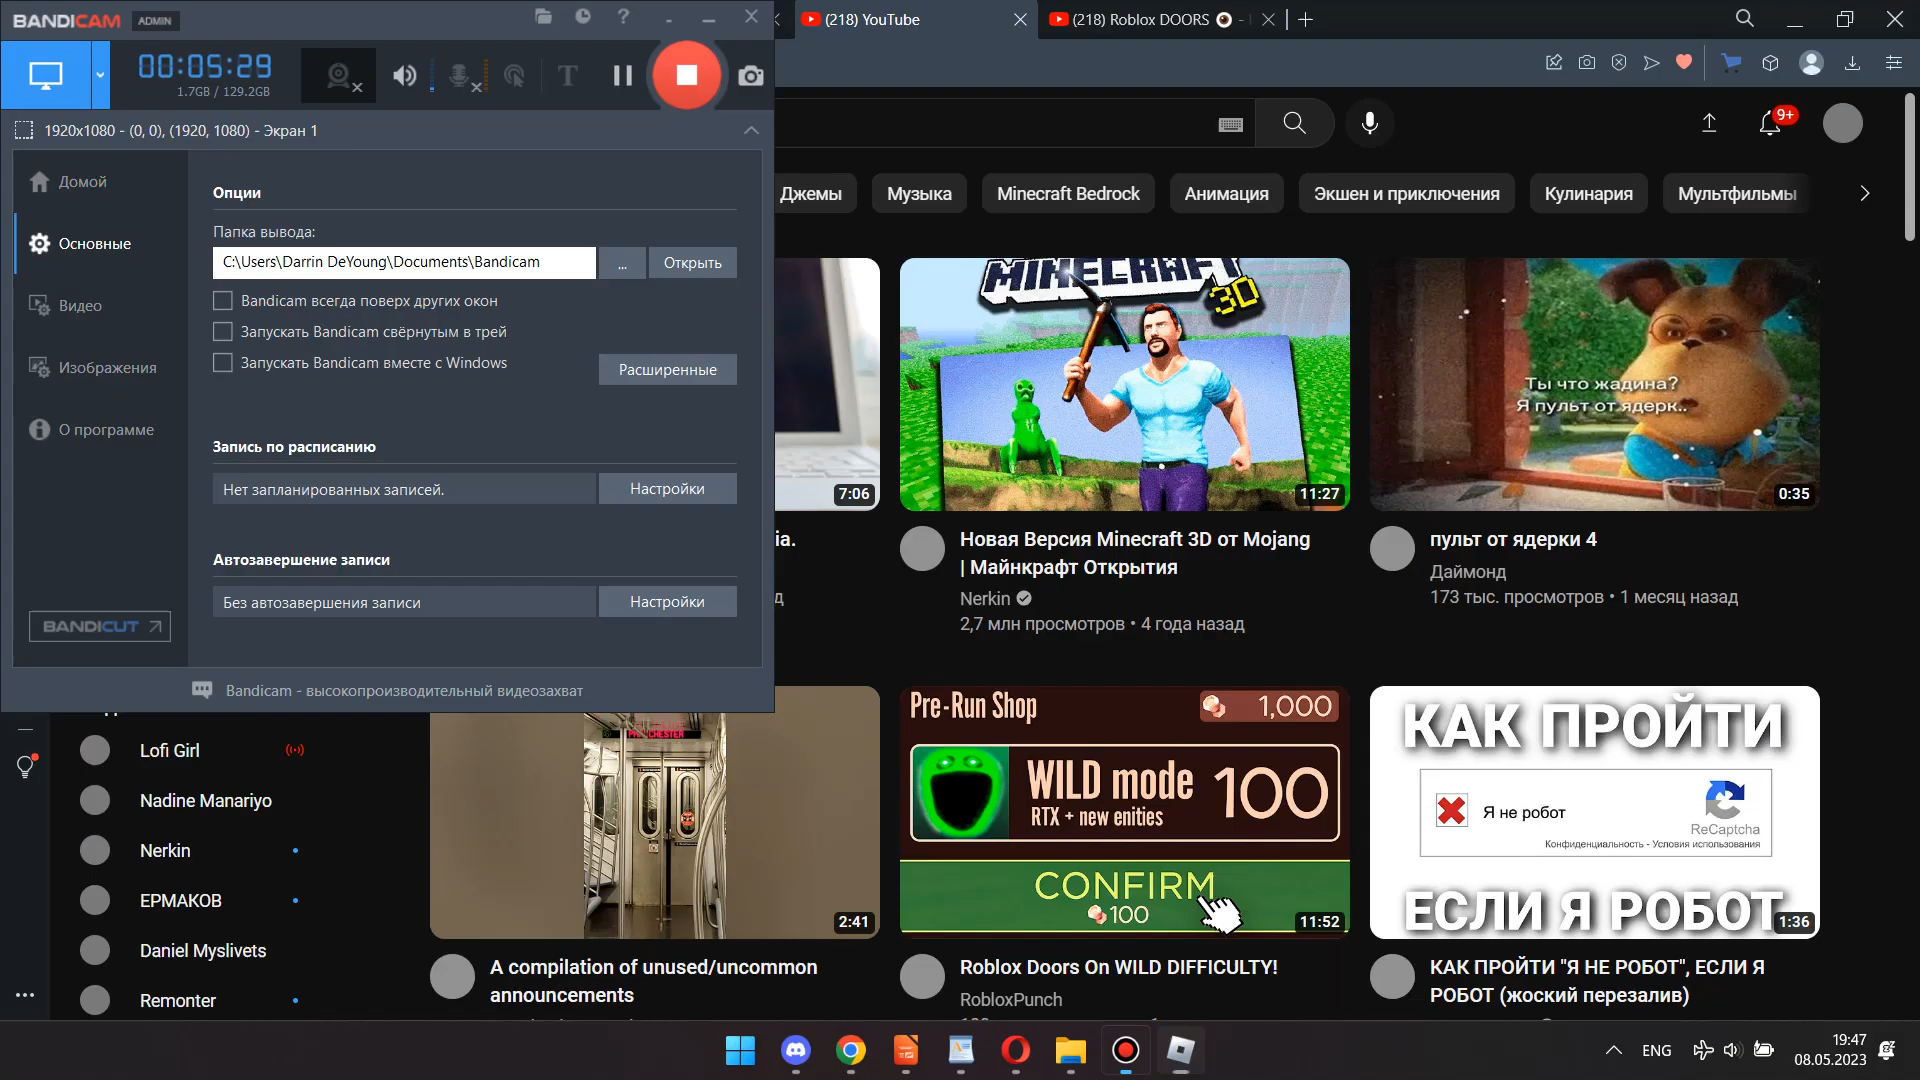 BANDICAM ADMIN
(218) YouTube
(218) Roblox DOORS
00:05:29
1.7GB / 129.2GB
T
1920x1080 - (0, 0), (1920, 1080) - Экран 1
9+
Домой
Основные
Видео
Изображения
О программе
BANDICUT
Опции
Папка вывода:
C:\Users\Darrin DeYoung\Documents\Bandicam
...
Открыть
Bandicam всегда поверх других окон
Запускать Bandicam свёрнутым в трей
Запускать Bandicam вместе с Windows
Расширенные
Запись по расписанию
Нет запланированных записей.
Настройки
Автозавершение записи
Без автозавершения записи
Настройки
Bandicam - высокопроизводительный видеозахват
Джемы
Музыка
Minecraft Bedrock
Анимация
Экшен и приключения
Кулинария
Мультфильмы
7:06
ia.
MINECRAFT
3D
11:27
Новая Версия Minecraft 3D от Mojang
| Майнкрафт Открытия
Nerkin
2,7 млн просмотров • 4 года назад
Ты что жадина?
Я пульт от ядерк..
0:35
пульт от ядерки 4
Даймонд
173 тыс. просмотров • 1 месяц назад
Lofi Girl
Nadine Manariyo
Nerkin
ЕРМАКОВ
Daniel Myslivets
Remonter
2:41
A compilation of unused/uncommon
announcements
Pre-Run Shop
1,000
WILD mode
RTX + new enities
100
CONFIRM
100
11:52
Roblox Doors On WILD DIFFICULTY!
RobloxPunch
КАК ПРОЙТИ
Я не робот
ReCaptcha
Конфиденциальность - Условия использования
ЕСЛИ Я РОБОТ
1:36
КАК ПРОЙТИ "Я НЕ РОБОТ", ЕСЛИ Я
РОБОТ (жоский перезалив)
ENG
19:47
08.05.2023